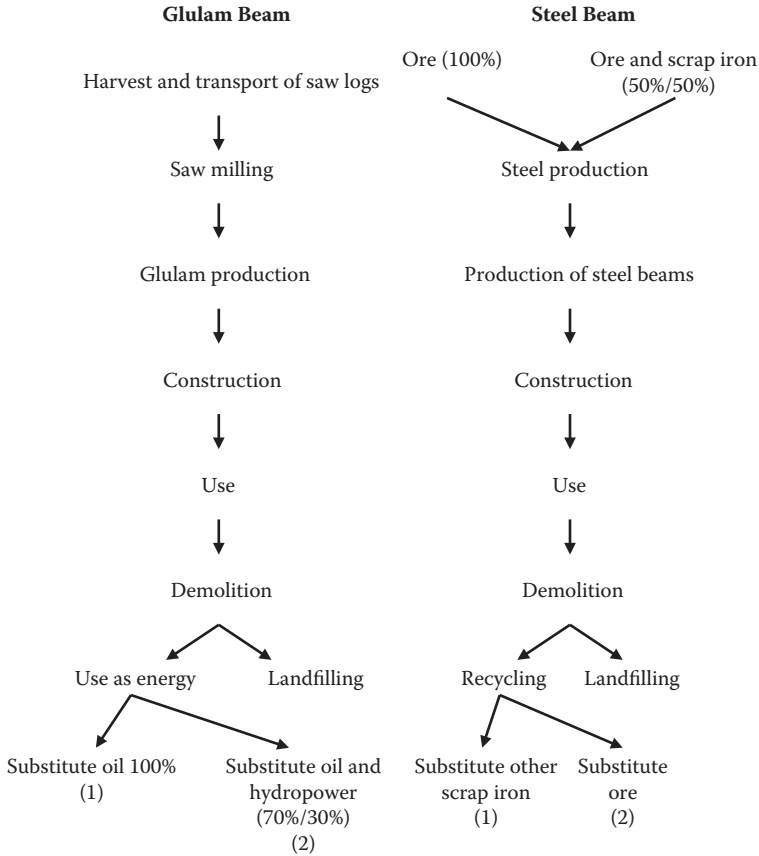 Glulam Beam
Harvest and transport of saw logs
Saw milling
Glulam production
Construction
Use
Demolition
Use as energy
Landfilling
Substitute oil 100%
(1)
Substitute oil and
hydropower
(70%/30%)
(2)
Steel Beam
Ore (100%)
Ore and scrap iron
(50%/50%)
Steel production
Production of steel beams
Construction
Use
Demolition
Recycling
Landfilling
Substitute other
scrap iron
(1)
Substitute
ore
(2)